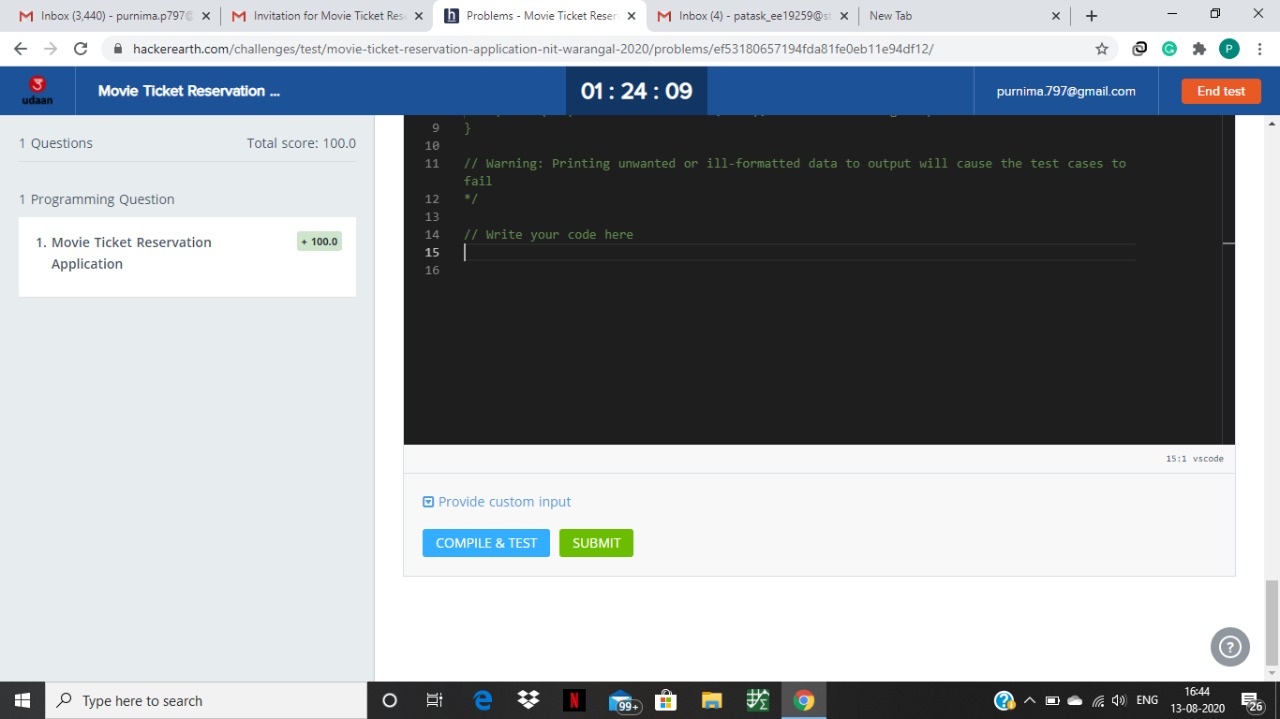 Inbox (3,440) - purnima.p797@
Invitation for Movie Ticket Res
Problems - Movie Ticket Reser
Inbox (4) - patask_ee19259@st
New Tab
hackerearth.com/challenges/test/movie-ticket-reservation-application-nit-warangal-2020/problems/ef53180657194fda81fe0eb11e94df12/
P
udaan
Movie Ticket Reservation ...
01 : 24 : 09
purnima.797@gmail.com
End test
1 Questions
Total score: 100.0
1 Programming Question
1. Movie Ticket Reservation
Application
+ 100.0
9 }
10
11 // Warning: Printing unwanted or ill-formatted data to output will cause the test cases to
fail
12 */
13
14 // Write your code here
15
16
15:1 vscode
Provide custom input
COMPILE & TEST
SUBMIT
?
Type here to search
99+
ENG
16:44
13-08-2020
26